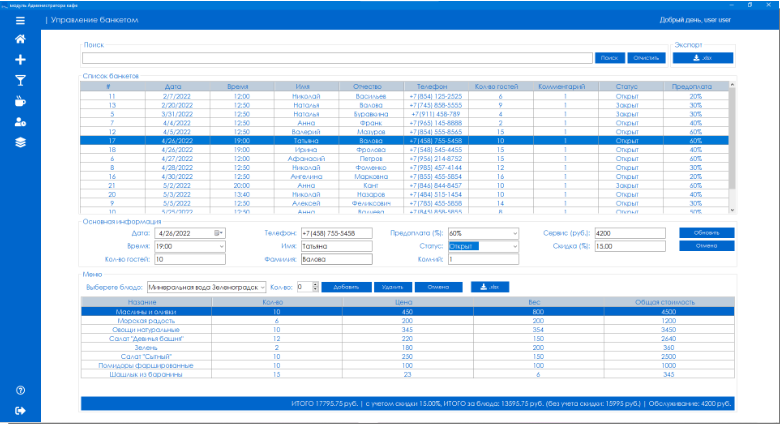 модуль Администратора кафе
| Управление банкетом Добрый день, user user
Поиск Экспорт
Поиск Очистить .xlsx
Список банкетов
# Дата Время Имя Отчество Телефон Кол-во гостей Комментарий Статус Предоплата
11 2/7/2022 12:00 Николай Васильев +7(854) 125-2525 6 1 Открыт 20%
13 2/20/2022 12:50 Наталья Валова +7(745) 858-5555 9 1 Закрыт 30%
5 3/31/2022 12:50 Наталья Буравкина +7(911) 458-789 4 1 Открыт 30%
7 4/4/2022 12:50 Анна Франк +7(965) 145-8888 2 1 Закрыт 40%
12 4/5/2022 12:50 Валерий Мазуров +7(854) 555-8565 15 1 Открыт 60%
17 4/26/2022 19:00 Татьяна Валова +7(458) 755-5458 10 1 Открыт 60%
18 4/26/2022 19:00 Ирина Фролова +7(548) 545-4455 15 1 Открыт 60%
6 4/27/2022 12:00 Афанасий Петров +7(956) 214-8752 15 1 Открыт 60%
8 4/28/2022 12:50 Николай Фоменко +7(985) 457-4144 12 1 Открыт 30%
16 4/30/2022 12:50 Ангелина Марковна +7(855) 455-5854 16 1 Открыт 20%
21 5/2/2022 20:00 Анна Кант +7(846) 844-8457 10 1 Закрыт 60%
20 5/3/2022 13:40 Николай Назаров +7(484) 515-1454 10 1 Открыт 40%
9 5/5/2022 12:50 Алексей Феликсович +7(785) 455-5858 14 1 Закрыт 30%
10 5/25/2022 12:50 Анна 8 1 Открыт 50%
Основная информация
Дата: 4/26/2022 Телефон: +7(458) 755-5458 Предоплата (%): 60% Сервис (руб.): 4200 Обновить
Время: 19:00 Имя: Татьяна Статус: Открыт Скидка (%): 15.00 Отмена
Кол-во гостей: 10 Фамилия: Валова Ком-ий: 1
Меню
Выберете блюдо: Минеральная вода Зеленоградск Кол-во: 0 Добавить Удалить Отмена .xlsx
Название Кол-во Цена Вес Общая стоимость
Маслины и оливки 10 450 800 4500
Морская радость 6 200 200 1200
Овощи натуральные 10 345 354 3450
Салат "Девичья башня" 12 220 150 2640
Зелень 2 180 200 360
Салат "Сытный" 10 250 150 2500
Помидоры фаршированные 10 100 100 1000
Шашлык из баранины 15 23 6 345
ИТОГО 17795,75 руб. | с учетом скидки 15.00%, ИТОГО за блюда: 13595,75 руб. (без учета скидки: 15995 руб.) | Обслуживание: 4200 руб.